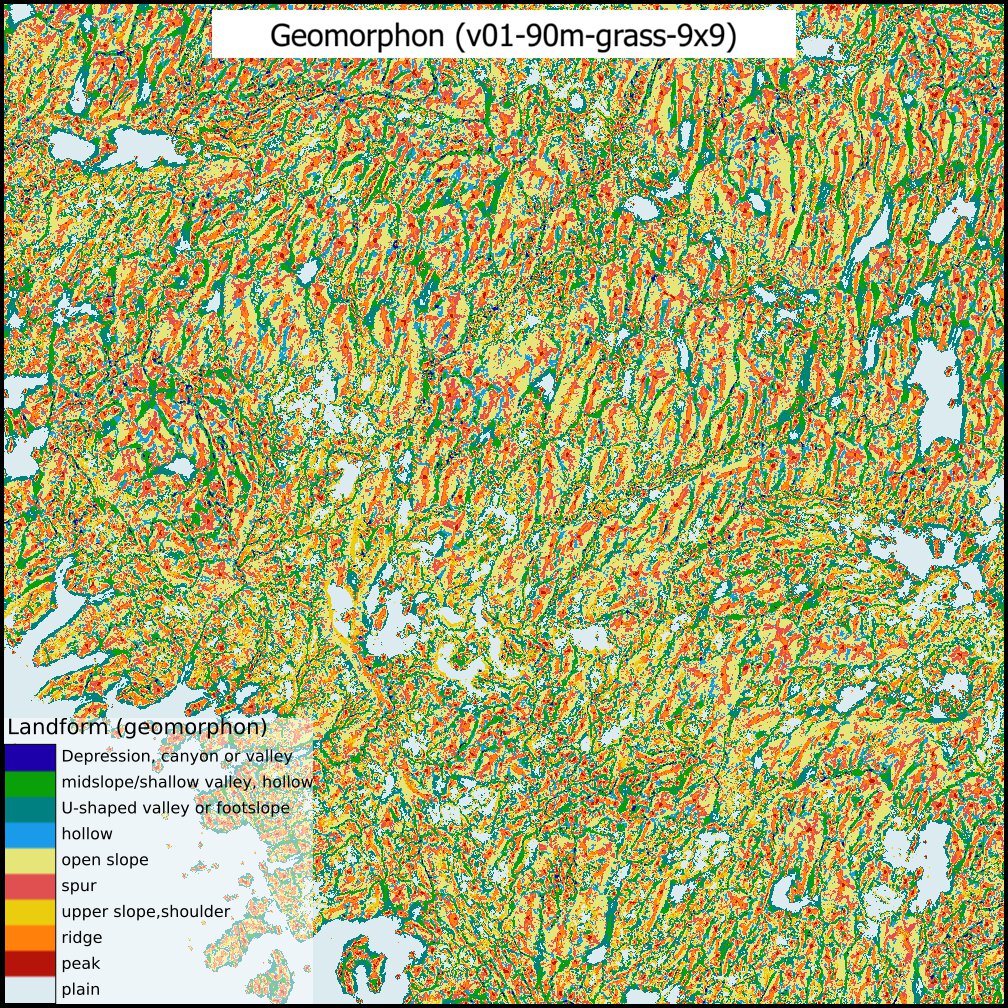 Geomorphon (v01-90m-grass-9x9)
Landform (geomorphon)
Depression, canyon or valley
midslope/shallow valley, hollow
U-shaped valley or footslope
hollow
open slope
spur
upper slope,shoulder
ridge
peak
plain